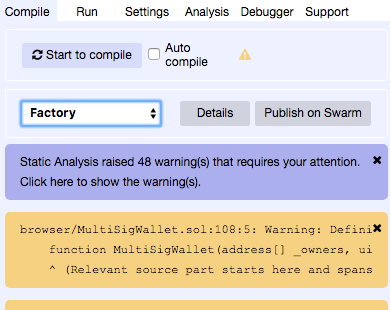 Compile Run Settings Analysis Debugger Support
Start to compile Auto compile
Factory Details Publish on Swarm
Static Analysis raised 48 warning(s) that requires your attention.
Click here to show the warning(s).
browser/MultiSigWallet.sol:108:5: Warning: Defini
function MultiSigWallet(address[] _owners, ui
^ (Relevant source part starts here and spans